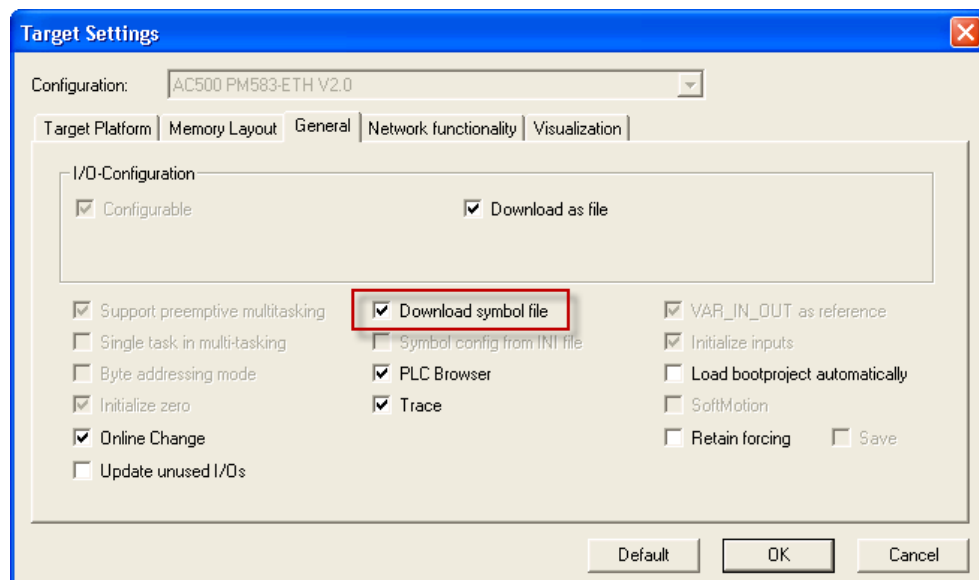 Target Settings
Configuration: AC500 PM583-ETH V2.0
Target Platform Memory Layout General Network functionality Visualization
I/O-Configuration
Configurable Download as file
Support preemptive multitasking Download symbol file VAR_IN_OUT as reference
Single task in multi-tasking Symbol config from INI file Initialize inputs
Byte addressing mode PLC Browser Load bootproject automatically
Initialize zero Trace SoftMotion
Online Change Retain forcing Save
Update unused I/Os
Default OK Cancel